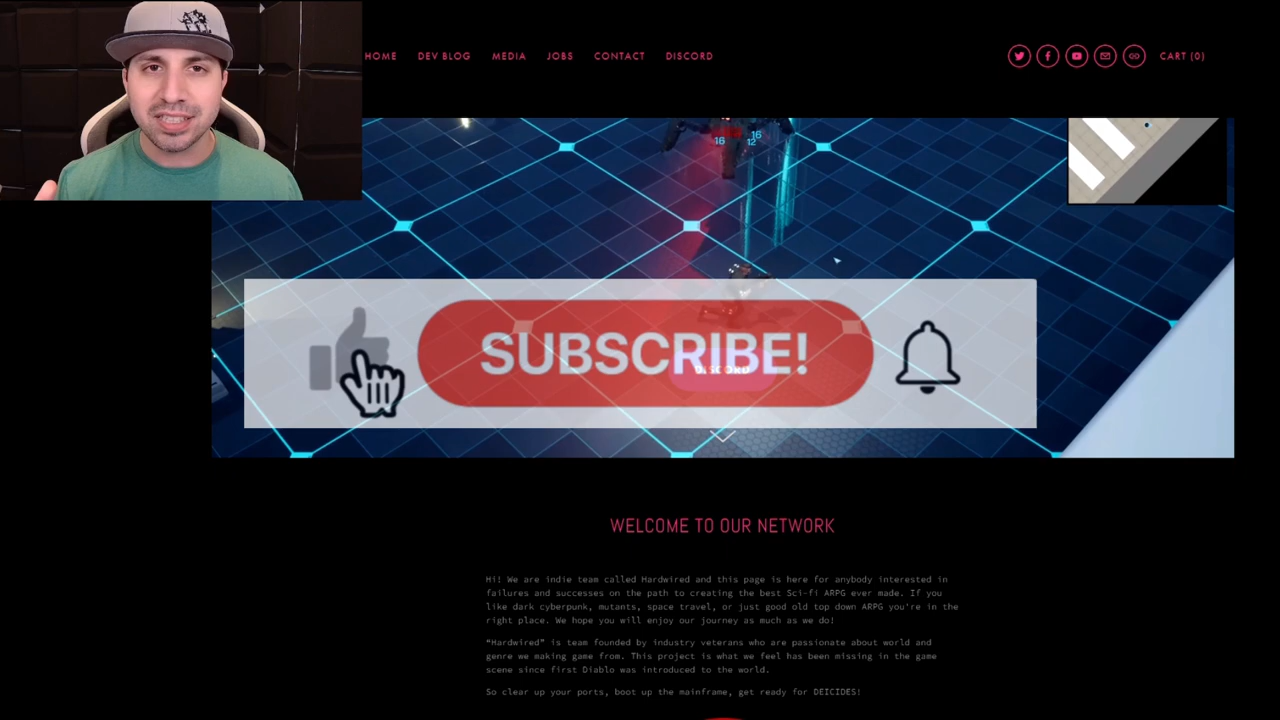 HOME DEV BLOG MEDIA JOBS CONTACT DISCORD CART (0)
16 16
12
SUBSCRIBE!
DISCORD
WELCOME TO OUR NETWORK
Hi! We are indie team called Hardwired and this page is here for anybody interested in
failures and successes on the path to creating the best Sci-fi ARPG ever made. If you
like dark cyberpunk, mutants, space travel, or just good old top down ARPG you're in the
right place. We hope you will enjoy our journey as much as we do!
“Hardwired” is team founded by industry veterans who are passionate about world and
genre we making game from. This project is what we feel has been missing in the game
scene since first Diablo was introduced to the world.
So clear up your ports, boot up the mainframe, get ready for DEICIDES!